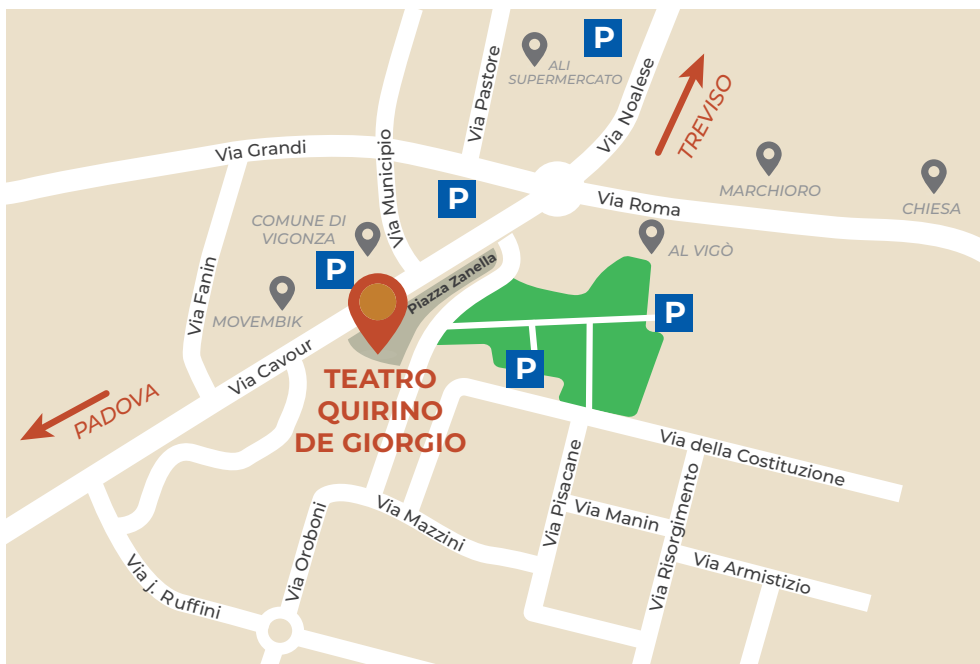 P
Via Pastore
ALI
SUPERMERCATO
Via Noalese
TREVISO
Via Grandi
Via Municipio
P
MARCHIORO
CHIESA
Via Roma
COMUNE DI
VIGONZA
AL VIGÒ
P
Piazza Zanella
Via Fanin
MOVEMBIK
P
Via Cavour
P
TEATRO
QUIRINO
DE GIORGIO
PADOVA
Via della Costituzione
Via Pisacane
Via Mazzini
Via Manin
Via Risorgimento
Via Oroboni
Via Armistizio
Via j. Ruffini